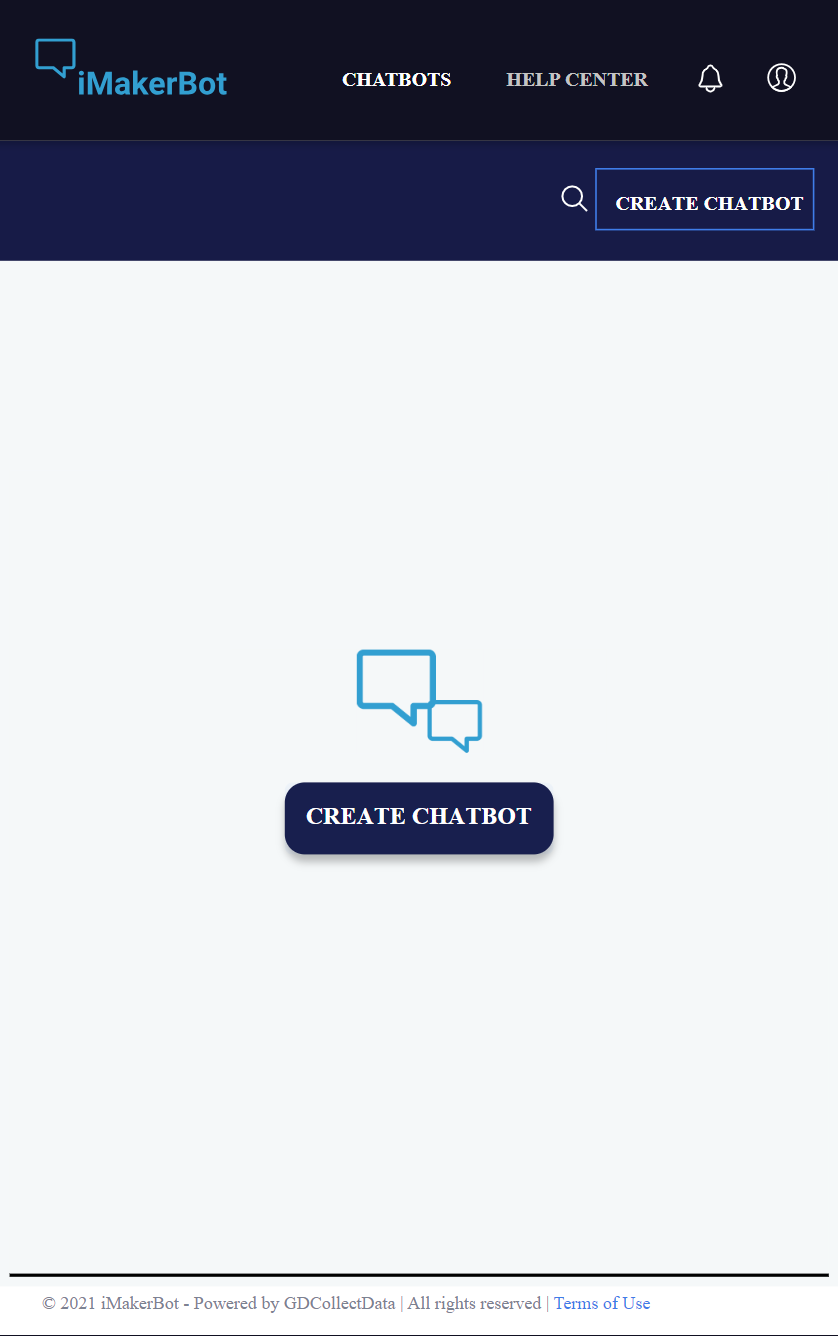 iMakerBot
CHATBOTS
HELP CENTER
CREATE CHATBOT
CREATE CHATBOT
© 2021 iMakerBot - Powered by GDCollectData | All rights reserved | Terms of Use